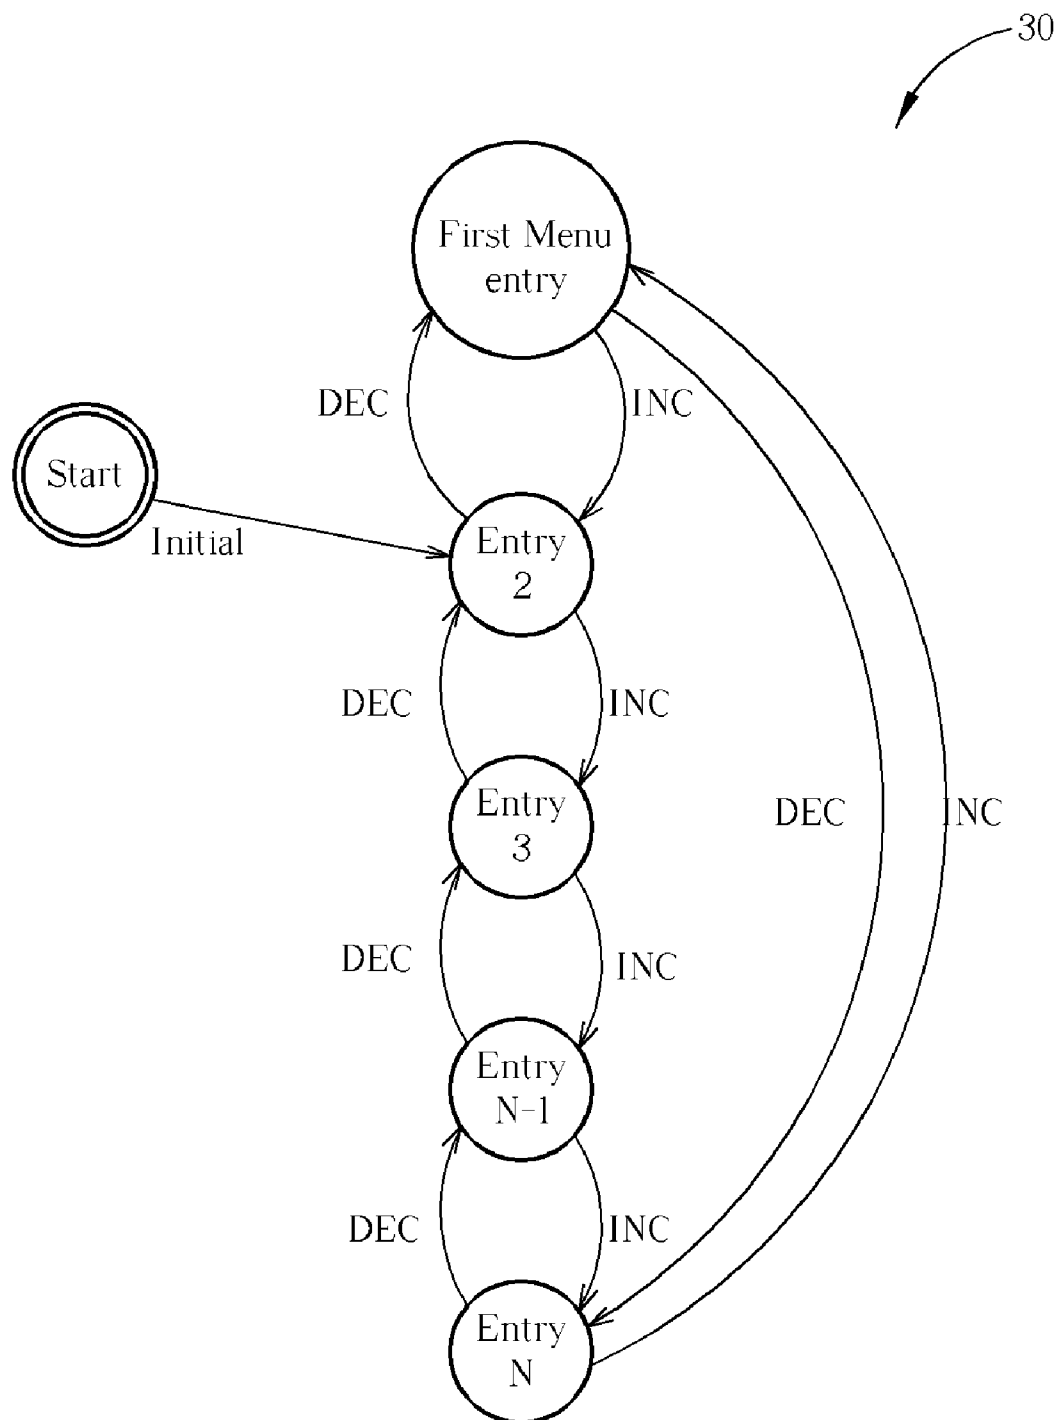 30
First Menu
entry
DEC
INC
Start
Initial
Entry
2
DEC
INC
Entry
3
DEC
INC
DEC
INC
Entry
N-1
DEC
INC
Entry
N